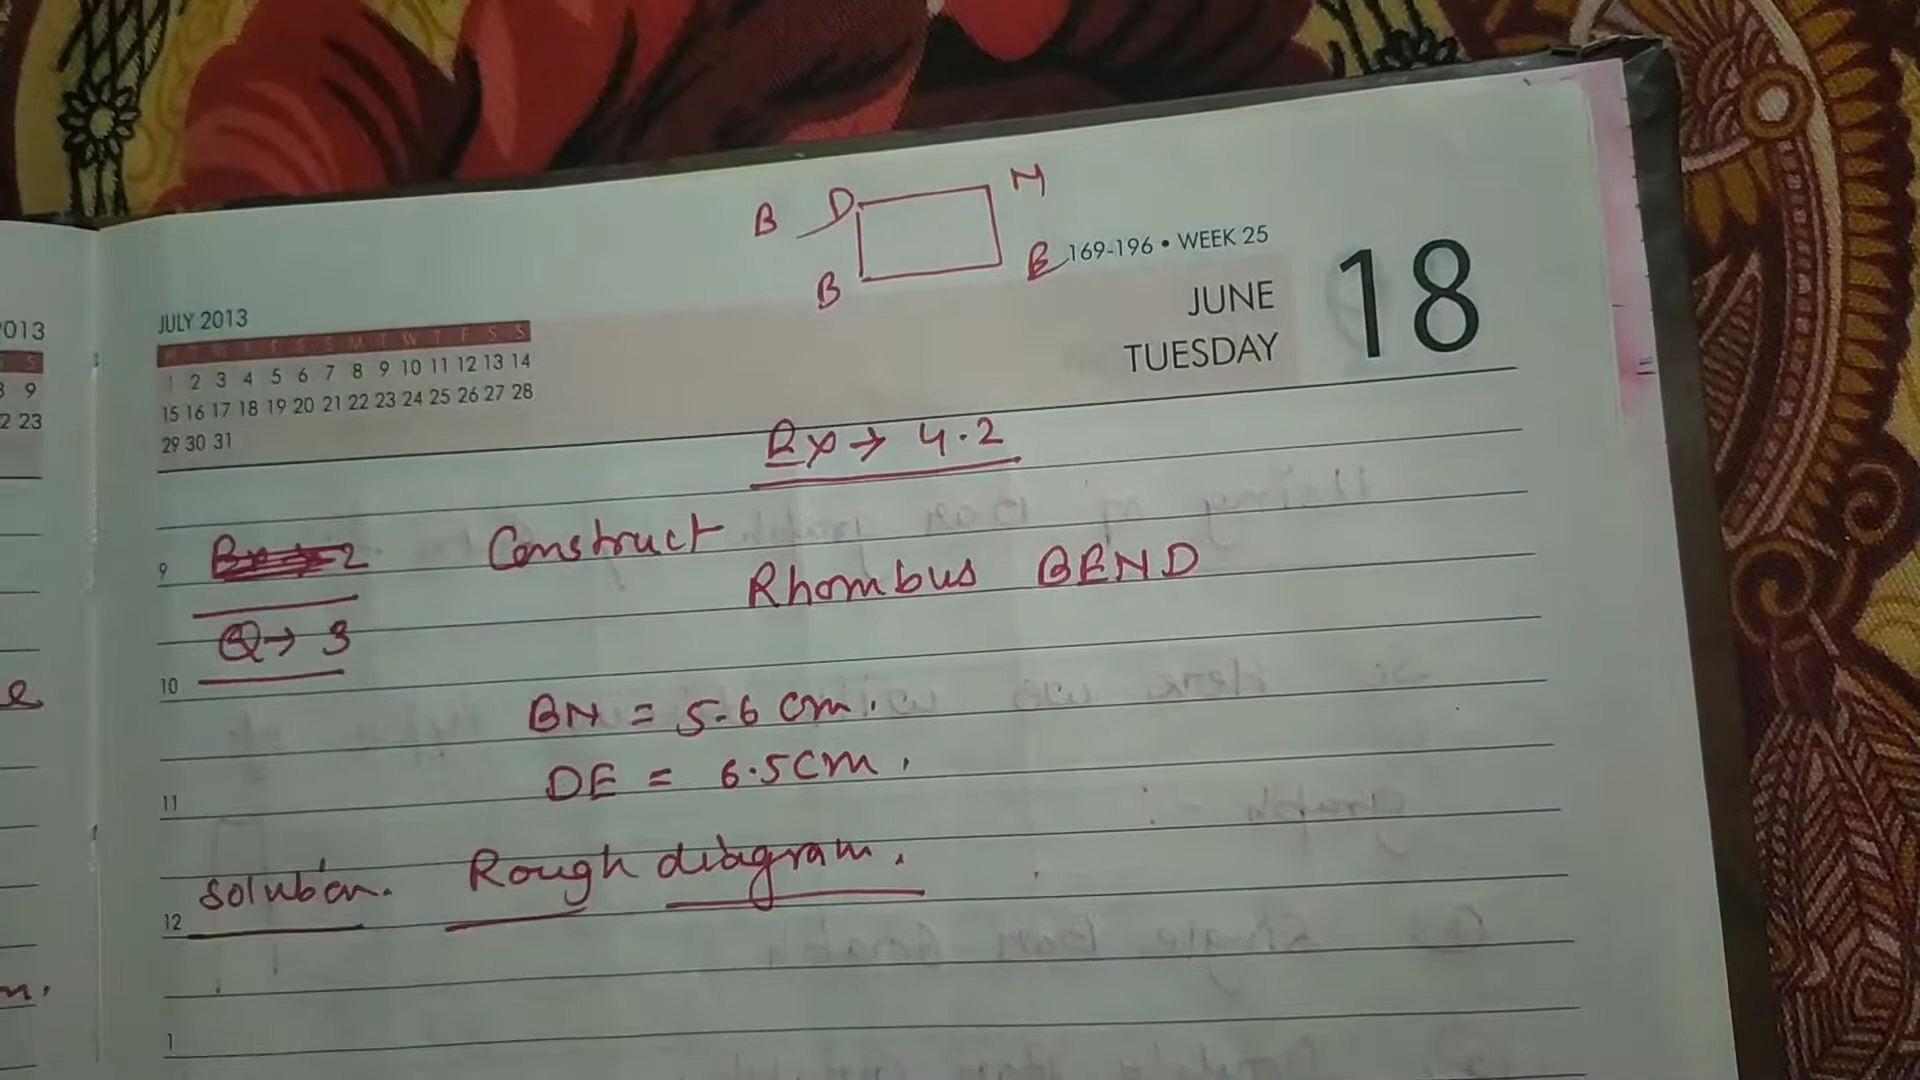 B D N
B E
169-196 • WEEK 25
JUNE 18
TUESDAY
2013
S
9
23
JULY 2013
M T W T F S S M T W T F S S
1 2 3 4 5 6 7 8 9 10 11 12 13 14
15 16 17 18 19 20 21 22 23 24 25 26 27 28
29 30 31
Ex → 4.2
9 Construct
Rhombus BEND
Q → 3
10
BN = 5.6 cm.
DE = 6.5 cm.
11
Solution. Rough diagram.
12
1